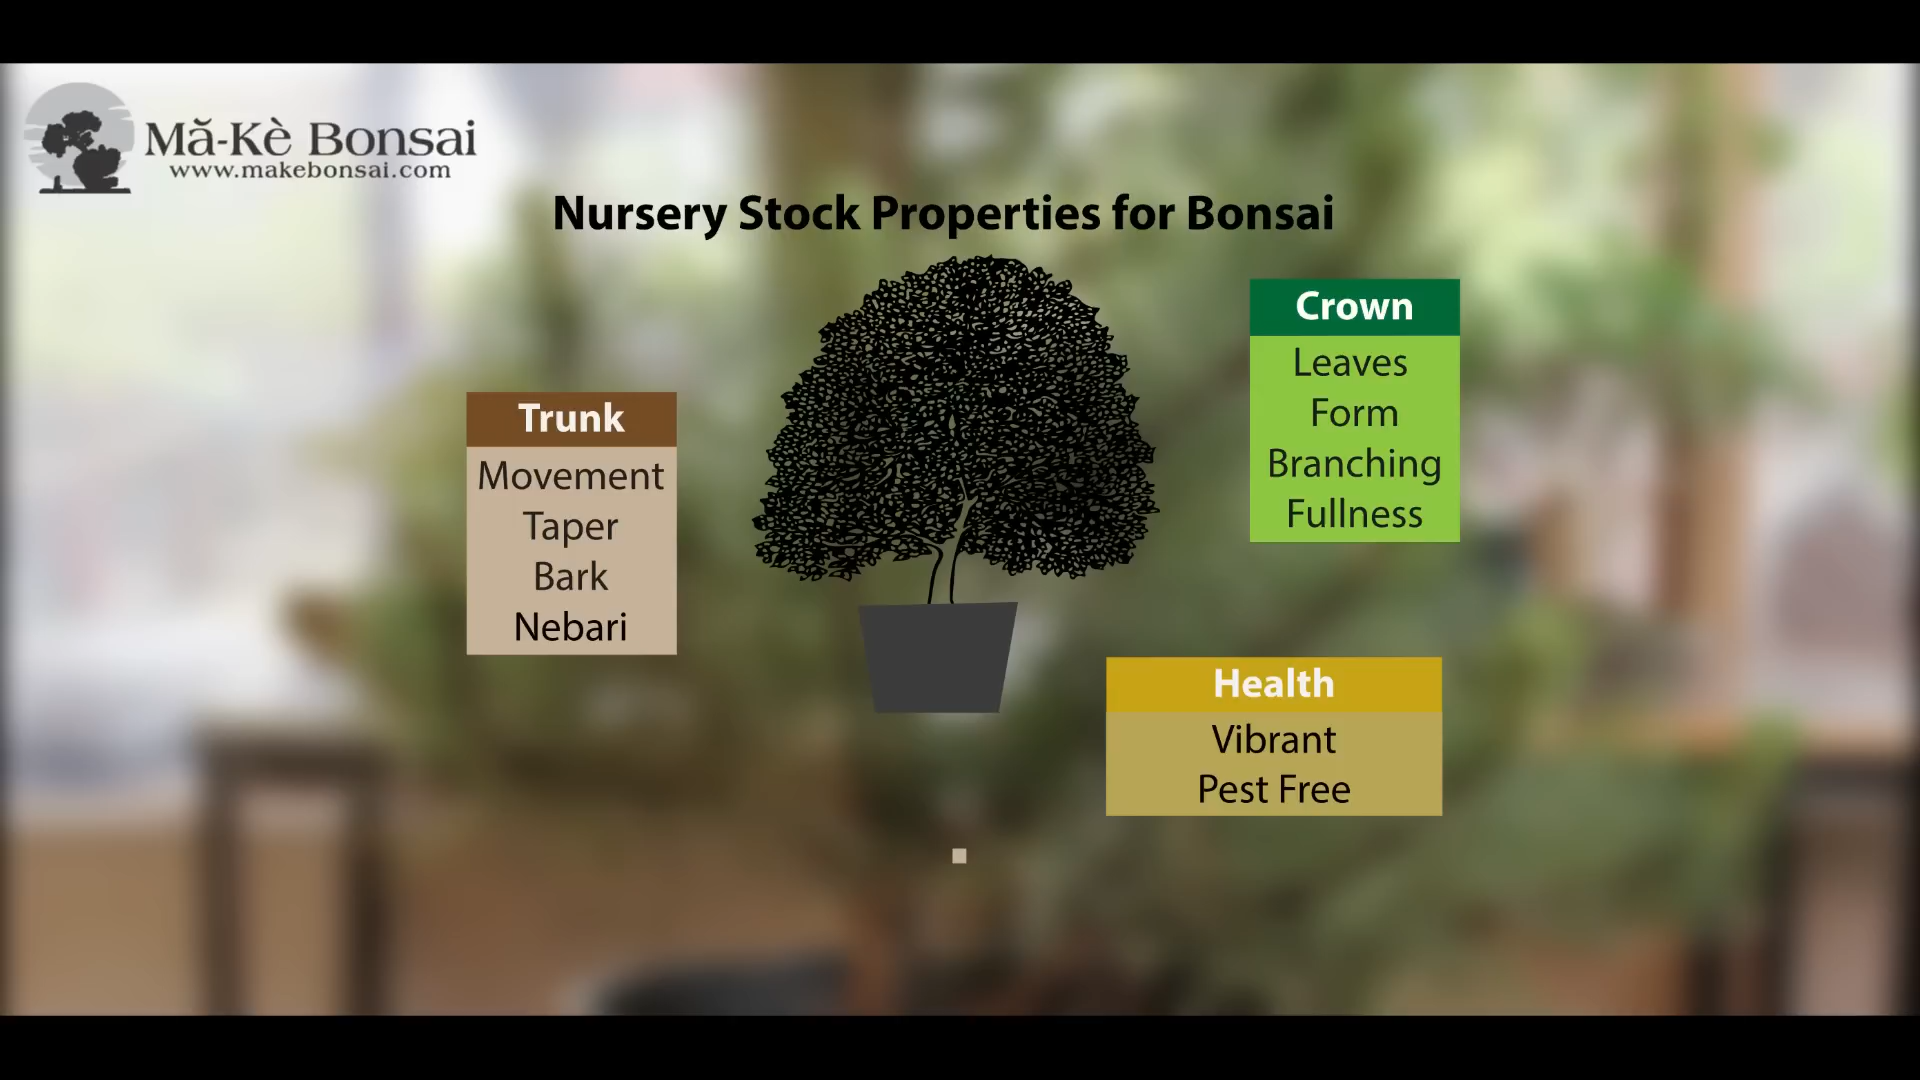 Mă-Kè Bonsai
www.makebonsai.com
Nursery Stock Properties for Bonsai
Trunk
Movement
Taper
Bark
Nebari
Crown
Leaves
Form
Branching
Fullness
Health
Vibrant
Pest Free